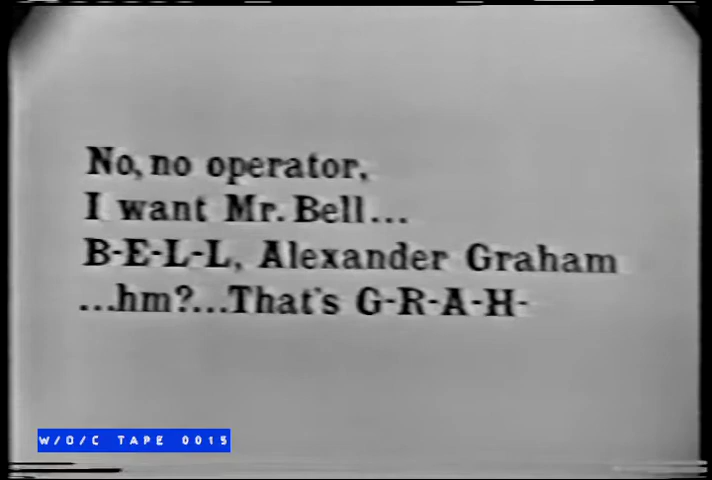 No, no operator,
I want Mr. Bell...
B-E-L-L, Alexander Graham
...hm?...That's G-R-A-H-
W/O/C TAPE 0015